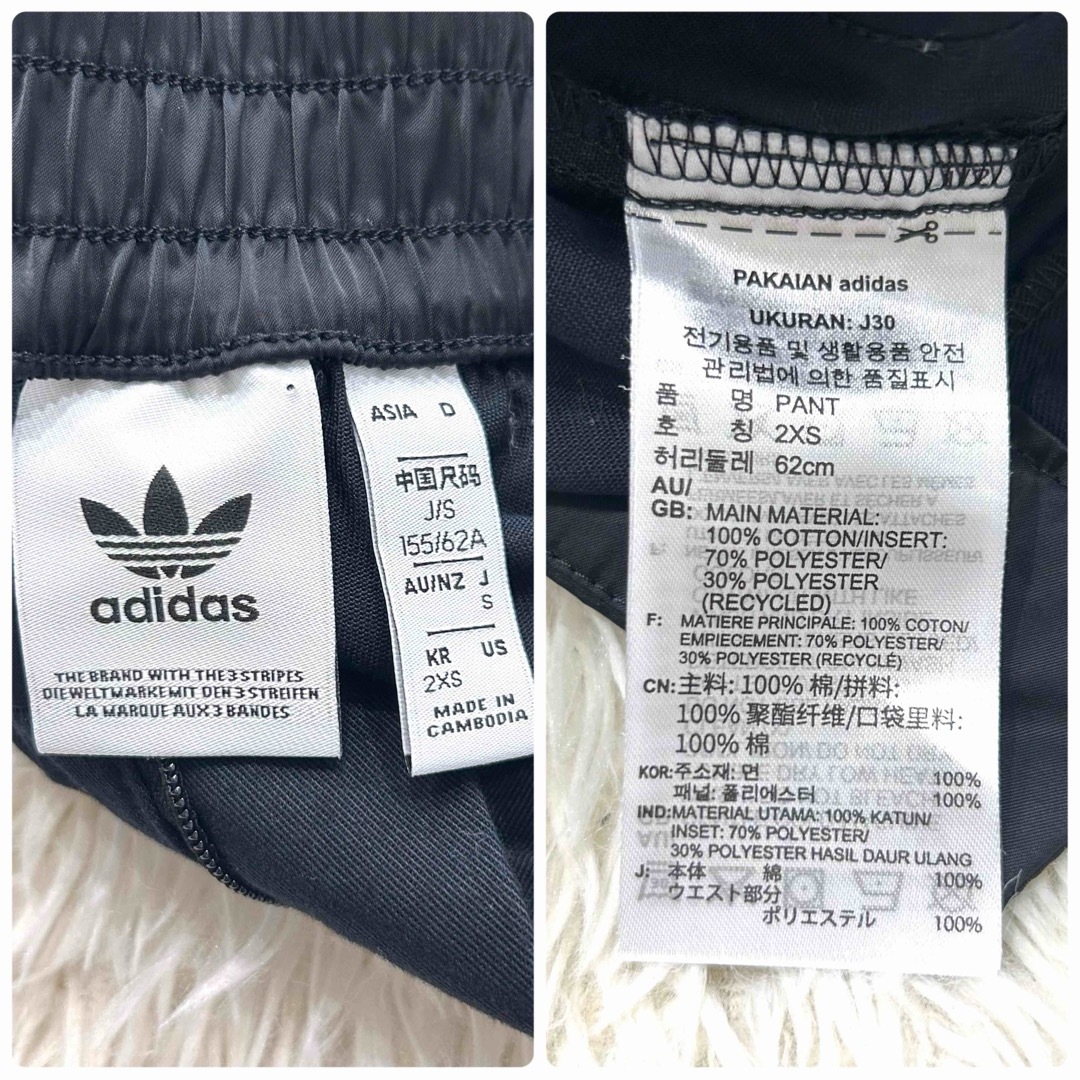 adidas
THE BRAND WITH THE 3 STRIPES
DIE WELTMARKE MIT DEN 3 STREIFEN
LA MARQUE AUX 3 BANDES
ASIA D
中国尺码
J/S
155/62A
AU/NZ J
S
KR US
2XS
MADE IN
CAMBODIA
PAKAIAN adidas
UKURAN: J30
전기용품 및 생활용품 안전
관리법에 의한 품질표시
품 명 PANT
호 칭 2XS
허리둘레 62cm
AU/
GB: MAIN MATERIAL:
100% COTTON/INSERT:
70% POLYESTER/
30% POLYESTER
(RECYCLED)
F: MATIERE PRINCIPALE: 100% COTON/
EMPIECEMENT: 70% POLYESTER/
30% POLYESTER (RECYCLÉ)
CN: 主料: 100% 棉/拼料:
100% 聚酯纤维/口袋里料:
100% 棉
KOR: 주소재: 면 100%
패널: 폴리에스터 100%
IND: MATERIAL UTAMA: 100% KATUN/
INSET: 70% POLYESTER/
30% POLYESTER HASIL DAUR ULANG
J: 本体 綿 100%
ウエスト部分
ポリエステル 100%